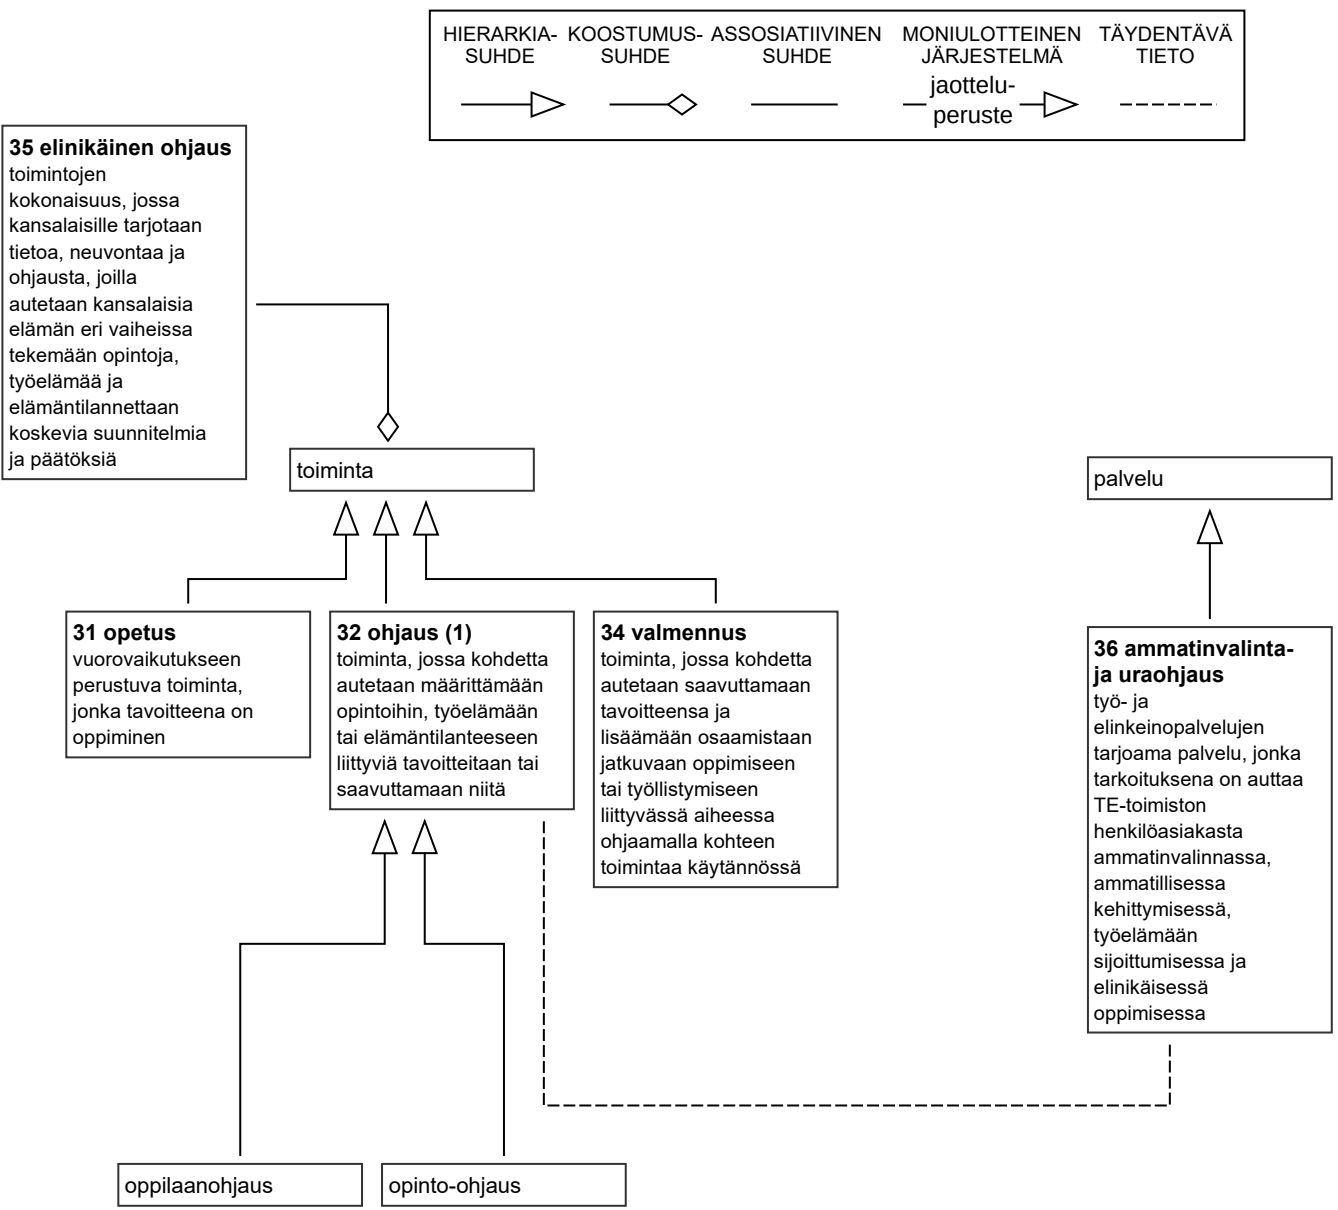 HIERARKIA-
SUHDE
KOOSTUMUS-
SUHDE
ASSOSIATIIVINEN
SUHDE
MONIULOTTEINEN
JÄRJESTELMÄ
jaottelu-
peruste
TÄYDENTÄVÄ
TIETO
35 elinikäinen ohjaus
toimintojen
kokonaisuus, jossa
kansalaisille tarjotaan
tietoa, neuvontaa ja
ohjausta, joilla
autetaan kansalaisia
elämän eri vaiheissa
tekemään opintoja,
työelämää ja
elämäntilannettaan
koskevia suunnitelmia
ja päätöksiä
toiminta
palvelu
31 opetus
vuorovaikutukseen
perustuva toiminta,
jonka tavoitteena on
oppiminen
32 ohjaus (1)
toiminta, jossa kohdetta
autetaan määrittämään
opintoihin, työelämään
tai elämäntilanteeseen
liittyviä tavoitteitaan tai
saavuttamaan niitä
34 valmennus
toiminta, jossa kohdetta
autetaan saavuttamaan
tavoitteensa ja
lisäämään osaamistaan
jatkuvaan oppimiseen
tai työllistymiseen
liittyvässä aiheessa
ohjaamalla kohteen
toimintaa käytännössä
36 ammatinvalinta-
ja uraohjaus
työ- ja
elinkeinopalvelujen
tarjoama palvelu, jonka
tarkoituksena on auttaa
TE-toimiston
henkilöasiakasta
ammatinvalinnassa,
ammatillisessa
kehittymisessä,
työelämään
sijoittumisessa ja
elinikäisessä
oppimisessa
oppilaanohjaus
opinto-ohjaus